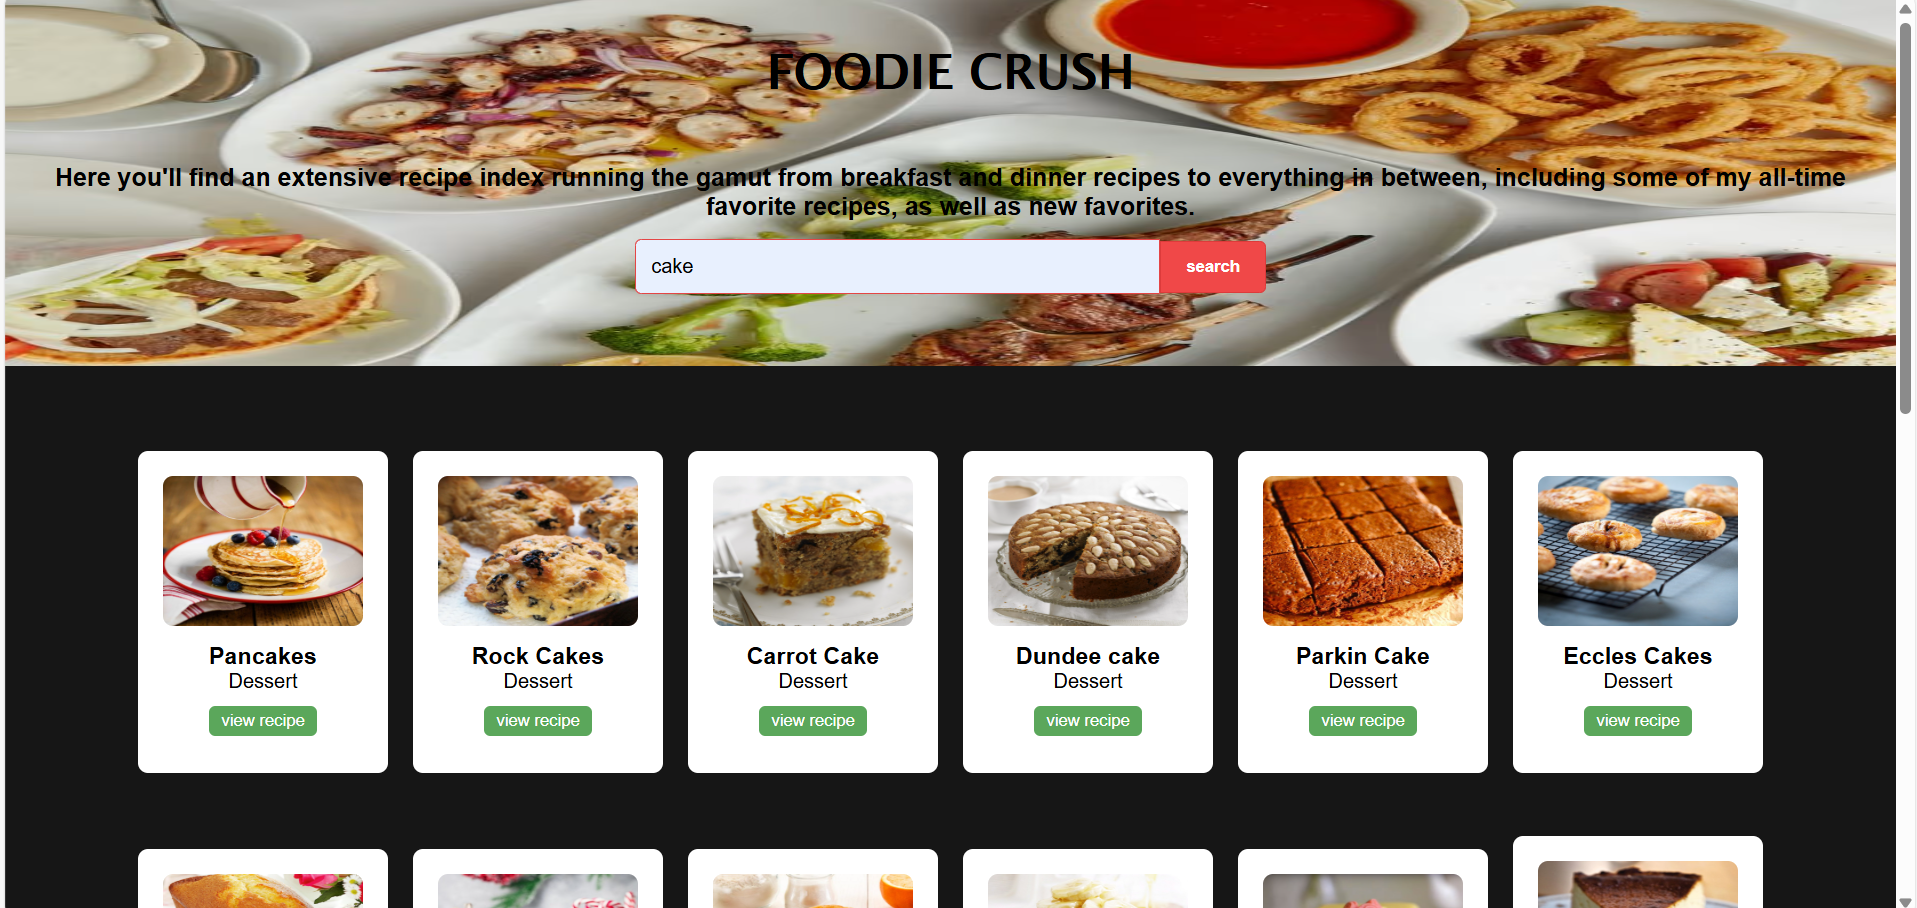 FOODIE CRUSH
Here you'll find an extensive recipe index running the gamut from breakfast and dinner recipes to everything in between, including some of my all-time
favorite recipes, as well as new favorites.
cake
search
Pancakes
Dessert
view recipe
Rock Cakes
Dessert
view recipe
Carrot Cake
Dessert
view recipe
Dundee cake
Dessert
view recipe
Parkin Cake
Dessert
view recipe
Eccles Cakes
Dessert
view recipe